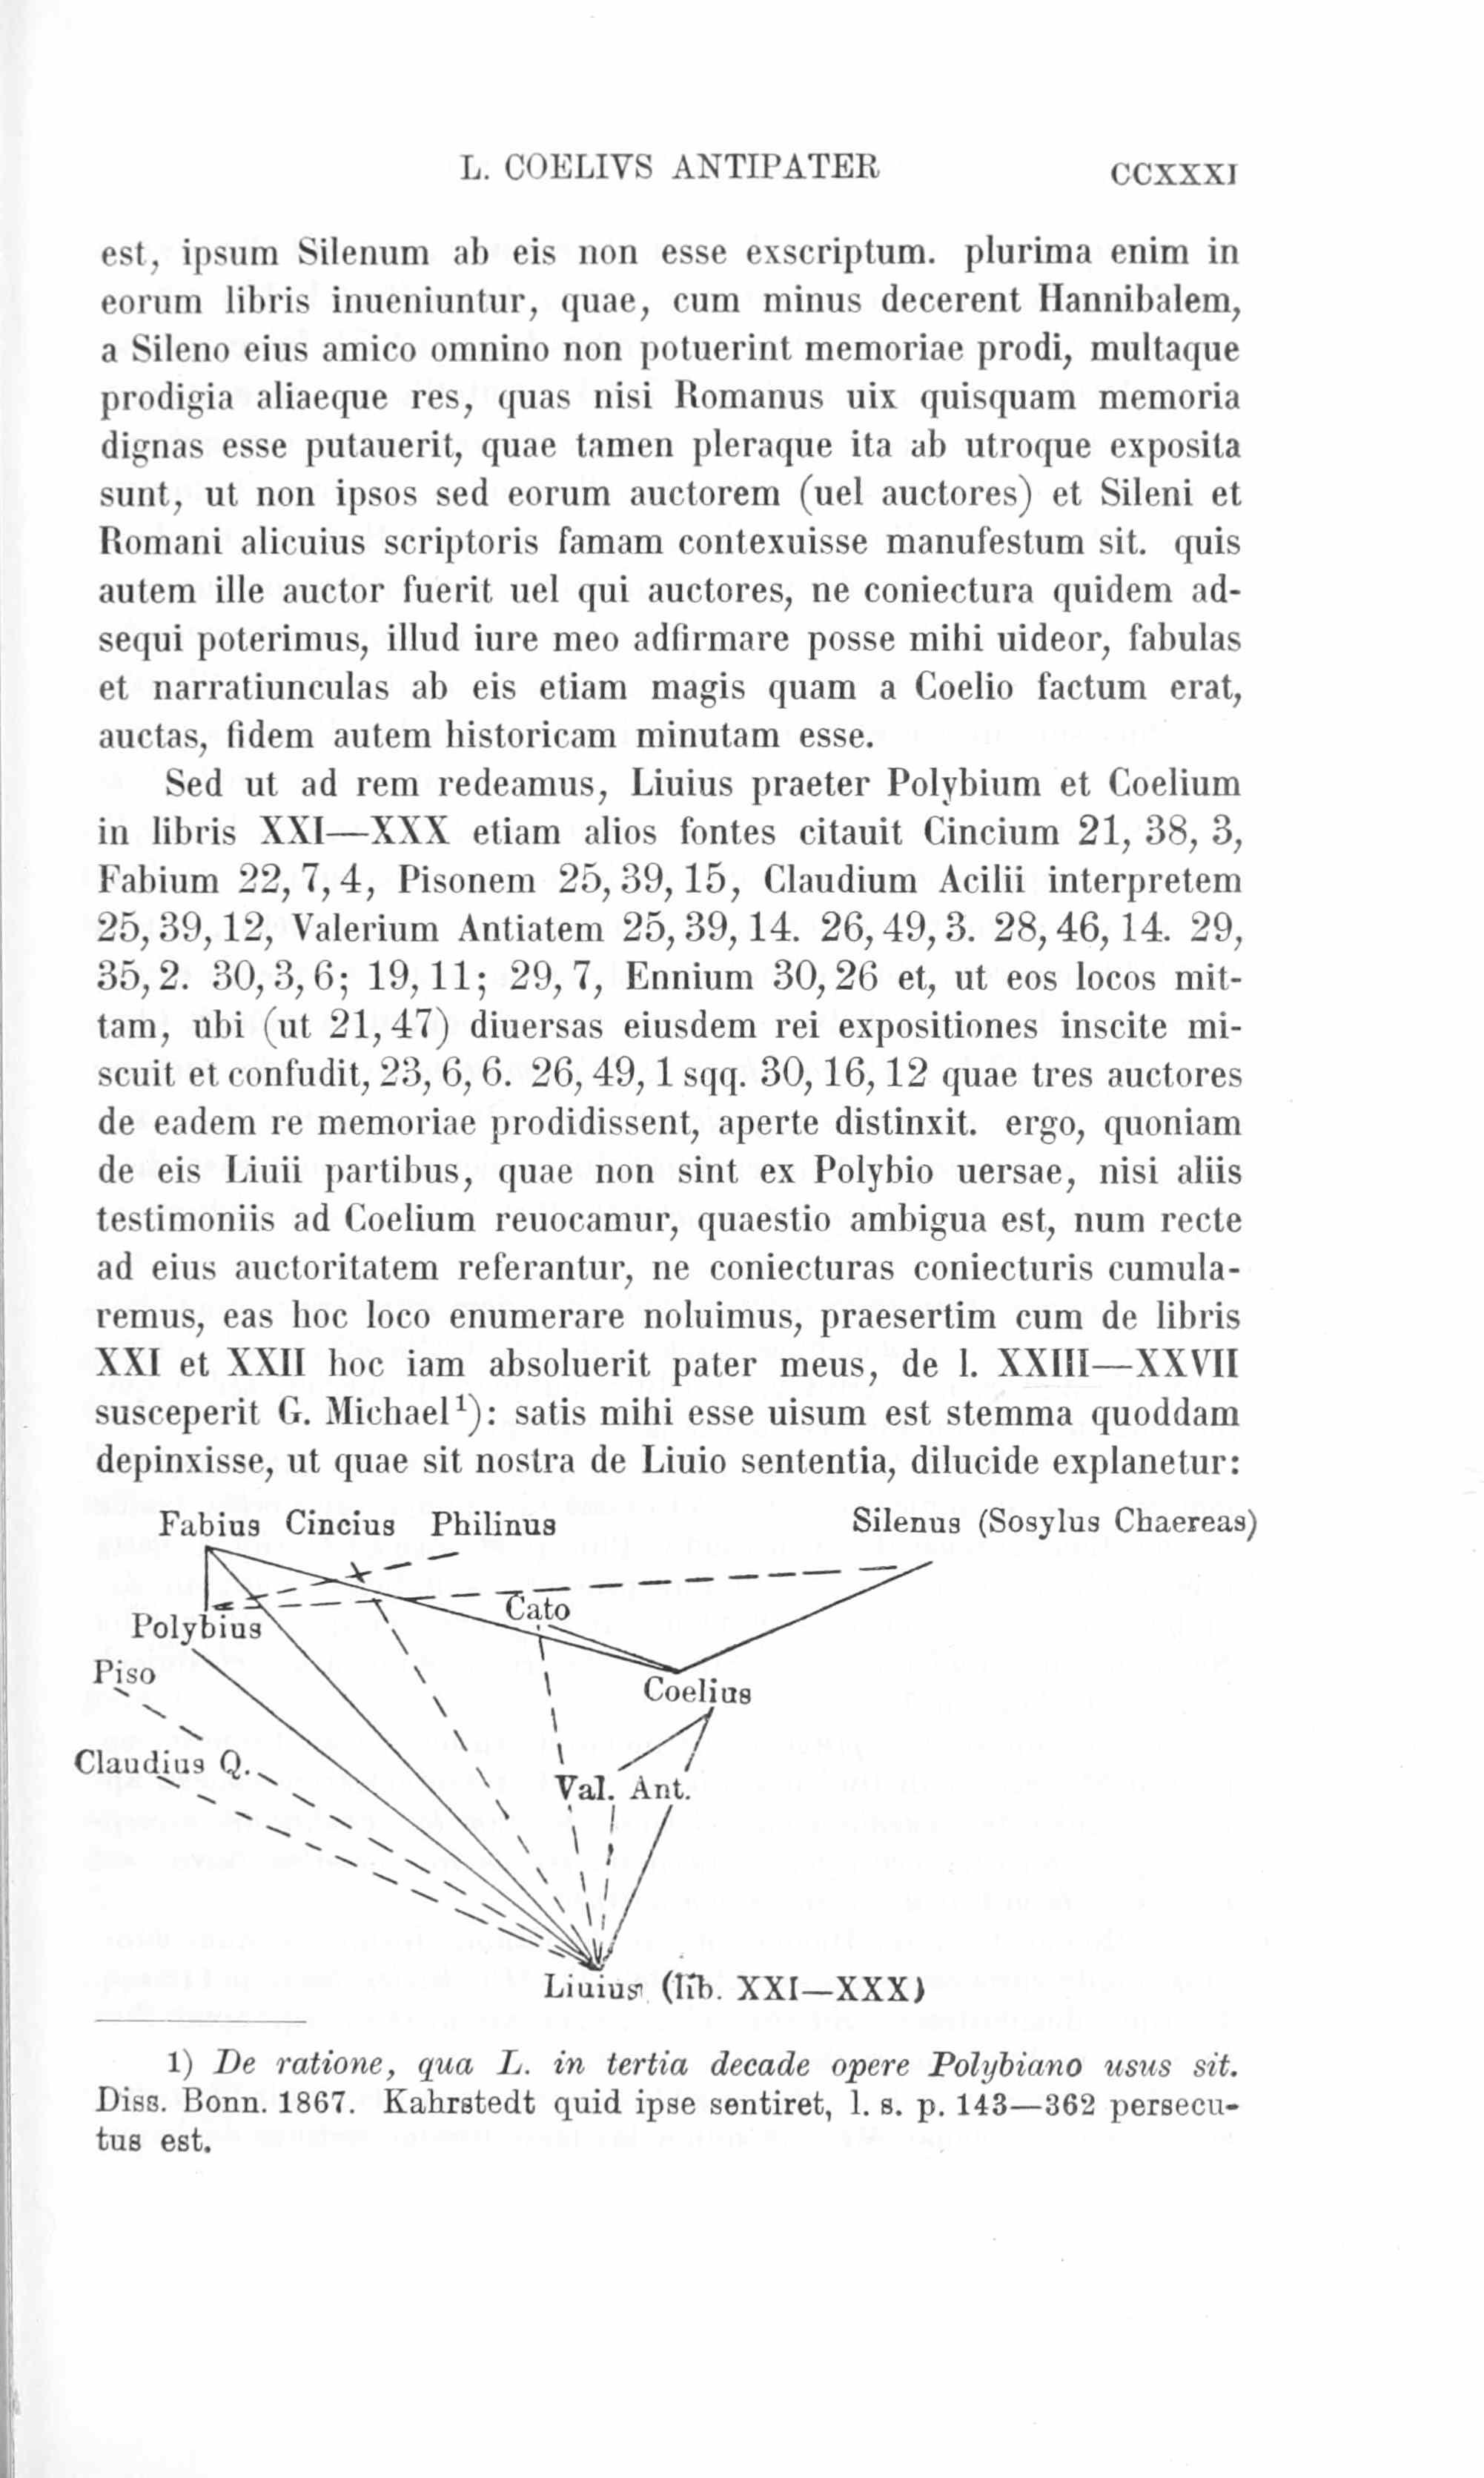 L. COELIVS ANTIPATER CCXXXI
est, ipsum Silenum ab eis non esse exscriptum. plurima enim in
eorum libris inueniuntur, quae, cum minus decerent Hannibalem,
a Sileno eius amico omnino non potuerint memoriae prodi, multaque
prodigia aliaeque res, quas nisi Romanus uix quisquam memoria
dignas esse putauerit, quae tamen pleraque ita ab utroque exposita
sunt, ut non ipsos sed eorum auctorem (uel auctores) et Sileni et
Romani alicuius scriptoris famam contexuisse manufestum sit. quis
autem ille auctor fuerit uel qui auctores, ne coniectura quidem ad-
sequi poterimus, illud iure meo adfirmare posse mihi uideor, fabulas
et narratiunculas ab eis etiam magis quam a Coelio factum erat,
auctas, fidem autem historicam minutam esse.
Sed ut ad rem redeamus, Liuius praeter Polybium et Coelium
in libris XXI—XXX etiam alios fontes citauit Cincium 21, 38, 3,
Fabium 22, 7, 4, Pisonem 25, 39, 15, Claudium Acilii interpretem
25, 39, 12, Valerium Antiatem 25, 39, 14. 26, 49, 3. 28, 46, 14. 29,
35, 2. 30, 3, 6; 19, 11; 29, 7, Ennium 30, 26 et, ut eos locos mit-
tam, ubi (ut 21, 47) diuersas eiusdem rei expositiones inscite mi-
scuit et confudit, 23, 6, 6. 26, 49, 1 sqq. 30, 16, 12 quae tres auctores
de eadem re memoriae prodidissent, aperte distinxit. ergo, quoniam
de eis Liuii partibus, quae non sint ex Polybio uersae, nisi aliis
testimoniis ad Coelium reuocamur, quaestio ambigua est, num recte
ad eius auctoritatem referantur, ne coniecturas coniecturis cumula-
remus, eas hoc loco enumerare noluimus, praesertim cum de libris
XXI et XXII hoc iam absoluerit pater meus, de l. XXIII—XXVII
susceperit G. Michael¹): satis mihi esse uisum est stemma quoddam
depinxisse, ut quae sit nostra de Liuio sententia, dilucide explanetur:
Fabius Cincius Philinus Silenus (Sosylus Chaereas)
Cato
Polybius
Piso
Coelius
Claudius Q.
Val. Ant.
Liuius (lib. XXI—XXX)
1) De ratione, qua L. in tertia decade opere Polybiano usus sit.
Diss. Bonn. 1867. Kahrstedt quid ipse sentiret, l. s. p. 143—362 persecu-
tus est.